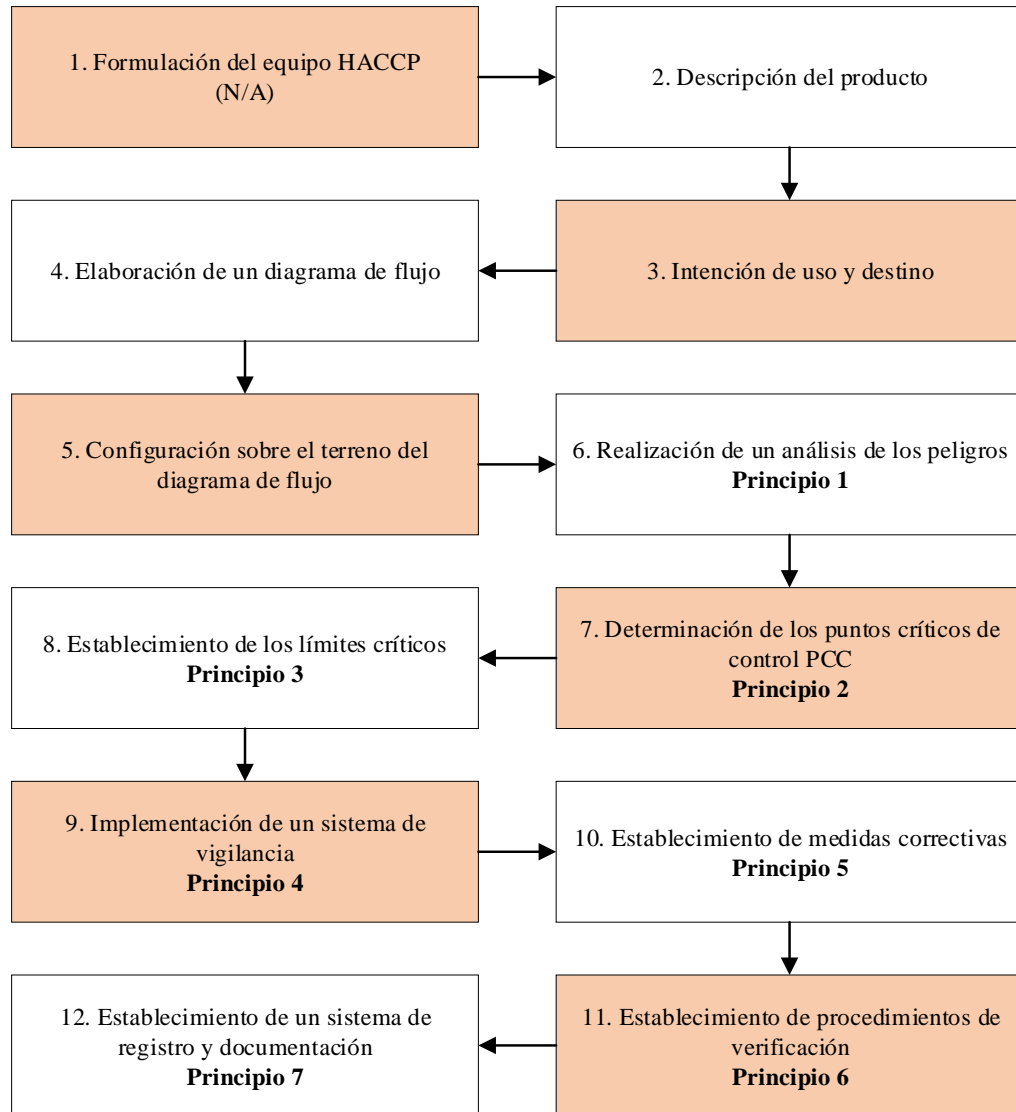 1. Formulación del equipo HACCP
(N/A)
2. Descripción del producto
3. Intención de uso y destino
4. Elaboración de un diagrama de flujo
5. Configuración sobre el terreno del
diagrama de flujo
6. Realización de un análisis de los peligros
Principio 1
7. Determinación de los puntos críticos de
control PCC
Principio 2
8. Establecimiento de los límites críticos
Principio 3
9. Implementación de un sistema de
vigilancia
Principio 4
10. Establecimiento de medidas correctivas
Principio 5
11. Establecimiento de procedimientos de
verificación
Principio 6
12. Establecimiento de un sistema de
registro y documentación
Principio 7